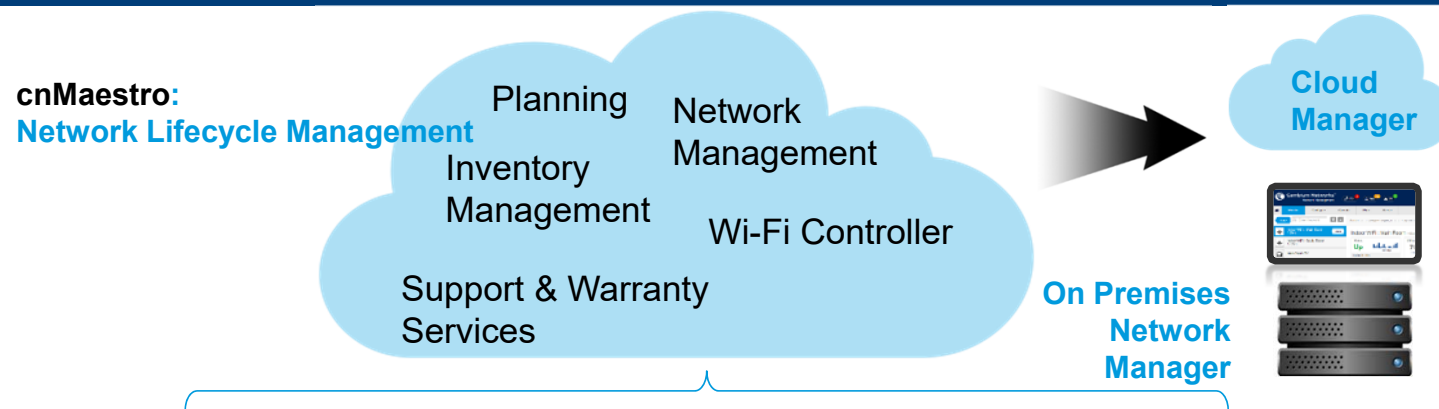 cnMaestro:
Network Lifecycle Management
Planning
Network
Management
Inventory
Management
Wi-Fi Controller
Support & Warranty
Services
Cloud
Manager
On Premises
Network
Manager
Up